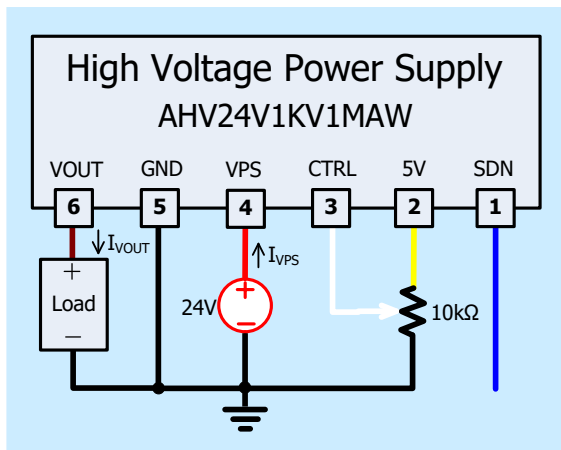 High Voltage Power Supply
AHV24V1KV1MAW
VOUT GND VPS CTRL 5V SDN
6 5 4 3 2 1
IVOUT IVPS
+ +
Load 24V 10kΩ
− −